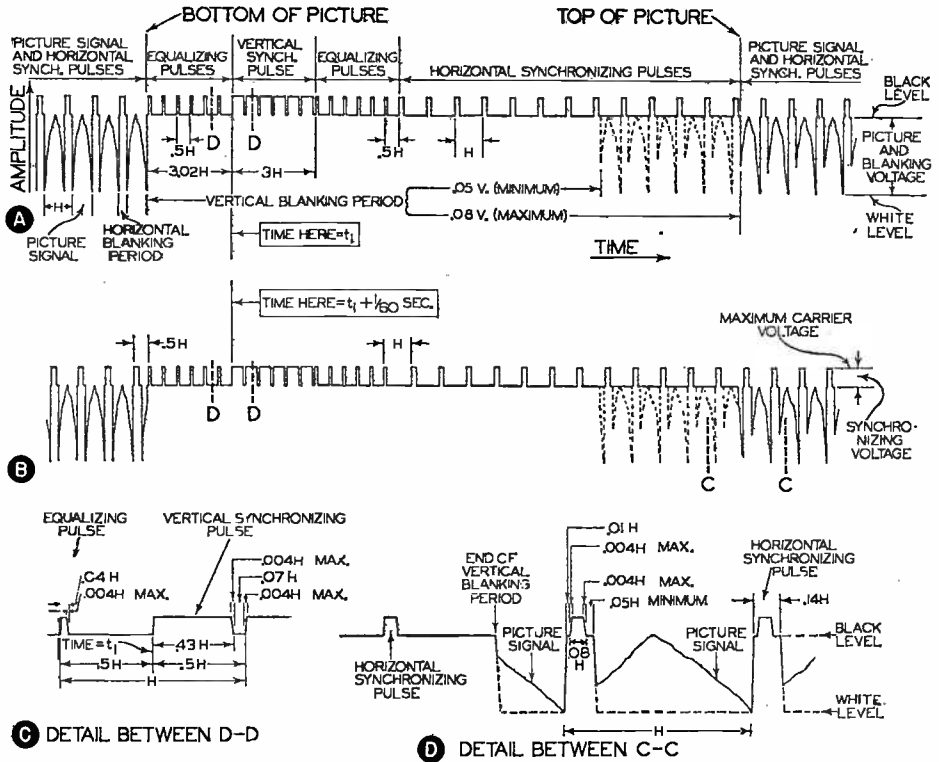 BOTTOM OF PICTURE
TOP OF PICTURE
PICTURE SIGNAL
AND HORIZONTAL
SYNCH. PULSES
EQUALIZING
PULSES
VERTICAL
SYNCH.
PULSE
EQUALIZING
PULSES
HORIZONTAL SYNCHRONIZING PULSES
PICTURE SIGNAL
AND HORIZONTAL
SYNCH. PULSES
AMPLITUDE
BLACK
LEVEL
D
D
.5H
.5H
H
PICTURE
AND
BLANKING
VOLTAGE
3.02H
3H
H
VERTICAL BLANKING PERIOD
.05 V. (MINIMUM)
.08 V. (MAXIMUM)
WHITE
LEVEL
A
PICTURE
SIGNAL
HORIZONTAL
BLANKING
PERIOD
TIME HERE=t₁
TIME
TIME HERE=t₁ + 1/60 SEC.
MAXIMUM CARRIER
VOLTAGE
.5H
H
D
D
SYNCHRO-
NIZING
VOLTAGE
B
C
C
EQUALIZING
PULSE
VERTICAL SYNCHRONIZING
PULSE
.004H MAX.
.07H
.004H MAX.
.04H
.004H MAX.
TIME=t₁
.43H
.5H
.5H
H
C DETAIL BETWEEN D-D
.01H
.004H MAX.
.004H MAX.
.05H MINIMUM
END OF
VERTICAL
BLANKING
PERIOD
HORIZONTAL
SYNCHRONIZING
PULSE
.14H
PICTURE
SIGNAL
.08
H
PICTURE
SIGNAL
BLACK
LEVEL
HORIZONTAL
SYNCHRONIZING
PULSE
WHITE
LEVEL
H
D DETAIL BETWEEN C-C